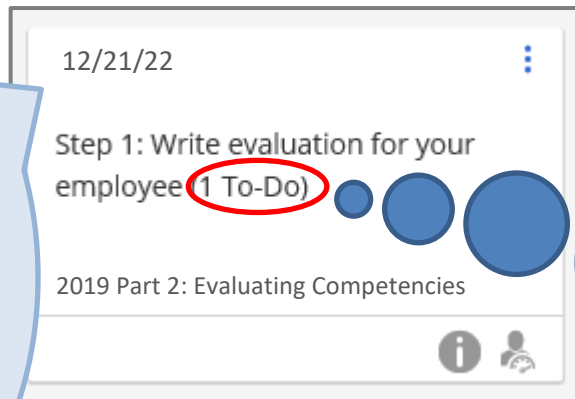 12/21/22
Step 1: Write evaluation for your
employee (1 To-Do)
2019 Part 2: Evaluating Competencies